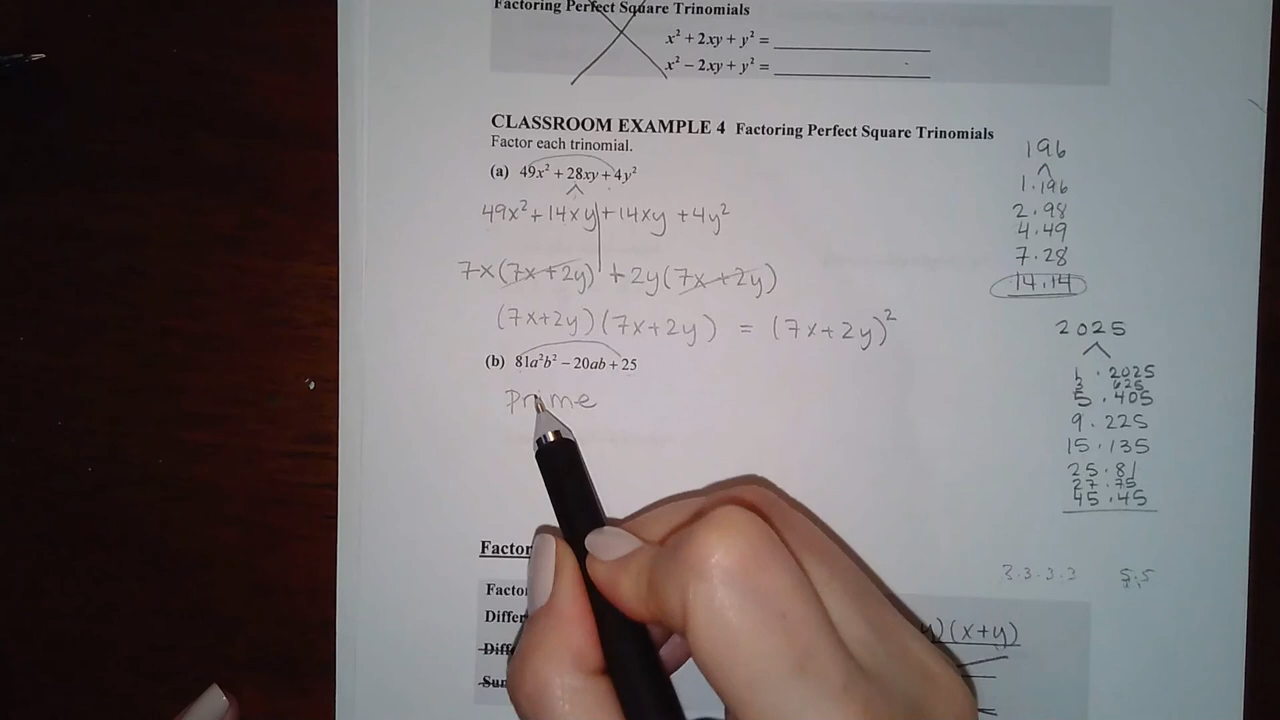 Factoring Perfect Square Trinomials
x² + 2xy + y² =
x² − 2xy + y² =
CLASSROOM EXAMPLE 4 Factoring Perfect Square Trinomials
Factor each trinomial.
(a) 49x² + 28xy + 4y²
49x² + 14xy + 14xy + 4y²
7x(7x+2y) + 2y(7x+2y)
(7x+2y)(7x+2y) = (7x+2y)²
(b) 81a²b² − 20ab + 25
Prime
196
1·196
2·98
4·49
7·28
14·14
2025
1·2025
3·625
5·405
9·225
15·135
25·81
27·75
45·45
3·3·3·3 5·5
Factor
Facto
Differ
Diff
Su
y)(x+y)